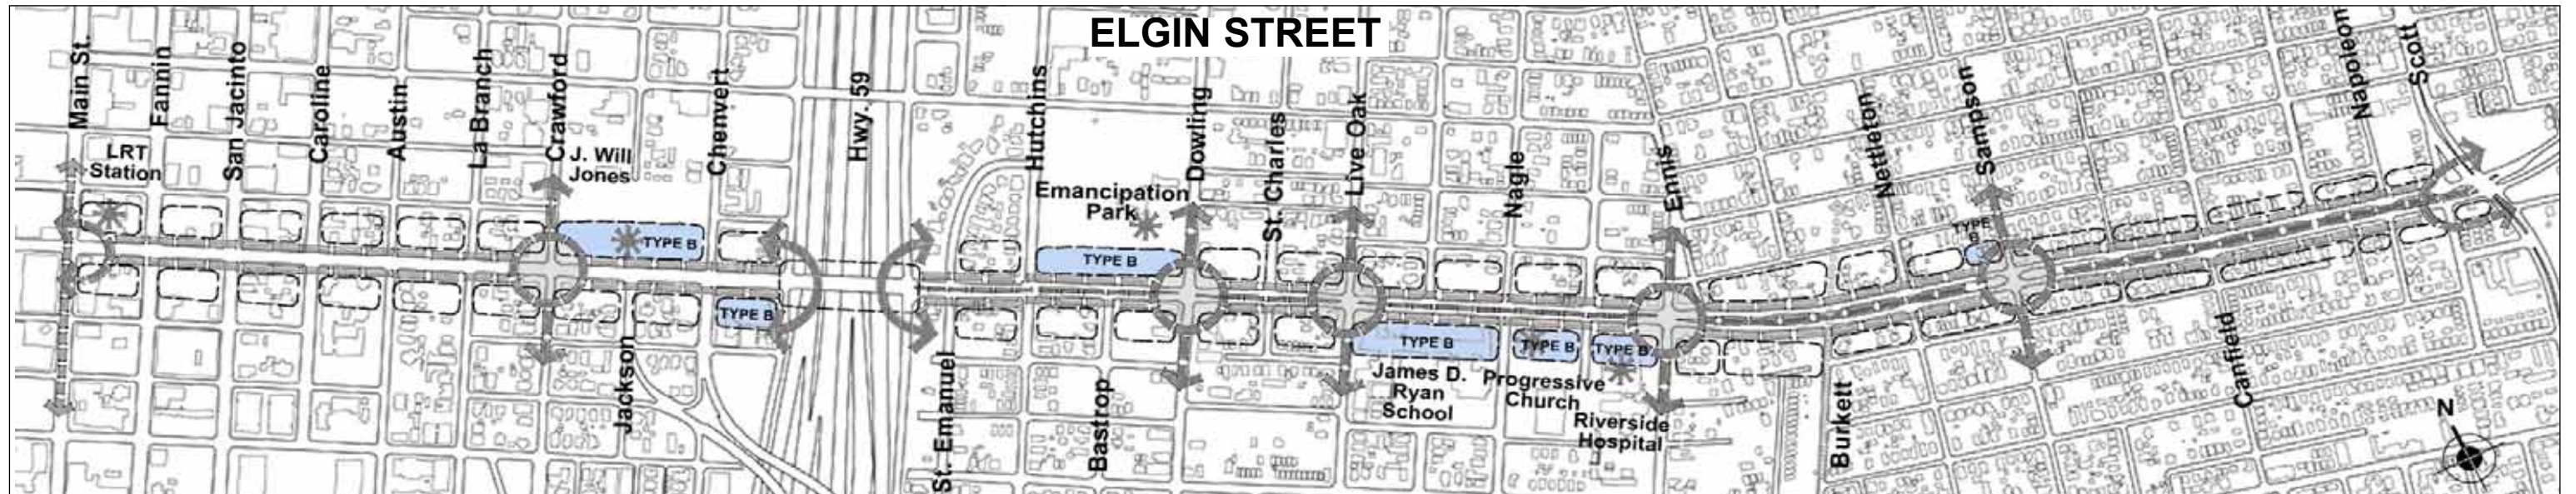 ELGIN STREET
Main St.
Fannin
San Jacinto
Caroline
Austin
La Branch
Crawford
Chenvert
Hwy. 59
Hutchins
Dowling
St. Charles
Live Oak
Nagle
Ennis
Nettleton
Nettleton
Sampson
Napoleon
Scott
LRT
Station
J. Will
Jones
Emancipation
Park
TYPE B
TYPE B
TYPE
B
TYPE B
TYPE B
TYPE B
TYPE B
James D.
Ryan
School
Progressive
Church
Riverside
Hospital
Jackson
St. Emanuel
Bastrop
Burkett
Canfield
N